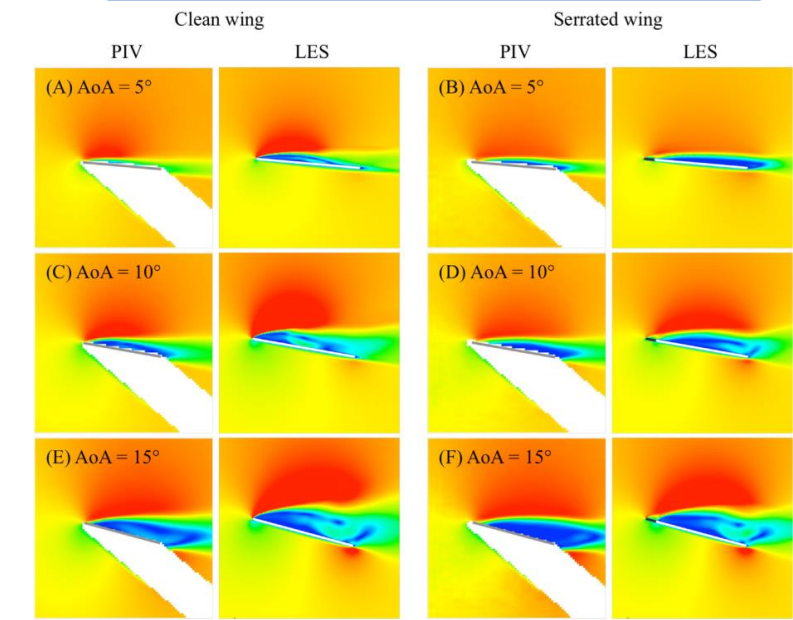 Clean wing Serrated wing
PIV LES PIV LES
(A) AoA = 5° (B) AoA = 5°
(C) AoA = 10° (D) AoA = 10°
(E) AoA = 15° (F) AoA = 15°